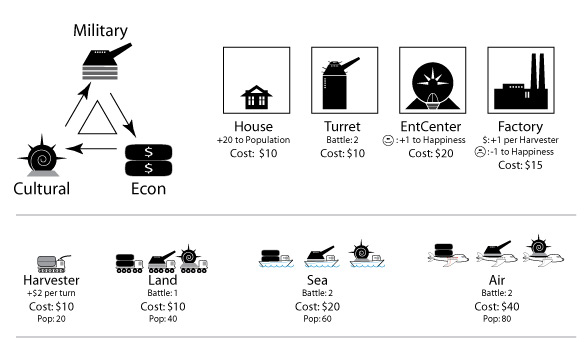 Military
Cultural
Econ
$
$
House
+20 to Population
Cost: $10
Turret
Battle: 2
Cost: $10
EntCenter
:+1 to Happiness
Cost: $20
Factory
$:+1 per Harvester
:-1 to Happiness
Cost: $15
Harvester
+$2 per turn
Cost: $10
Pop: 20
Land
Battle: 1
Cost: $10
Pop: 40
Sea
Battle: 2
Cost: $20
Pop: 60
Air
Battle: 2
Cost: $40
Pop: 80